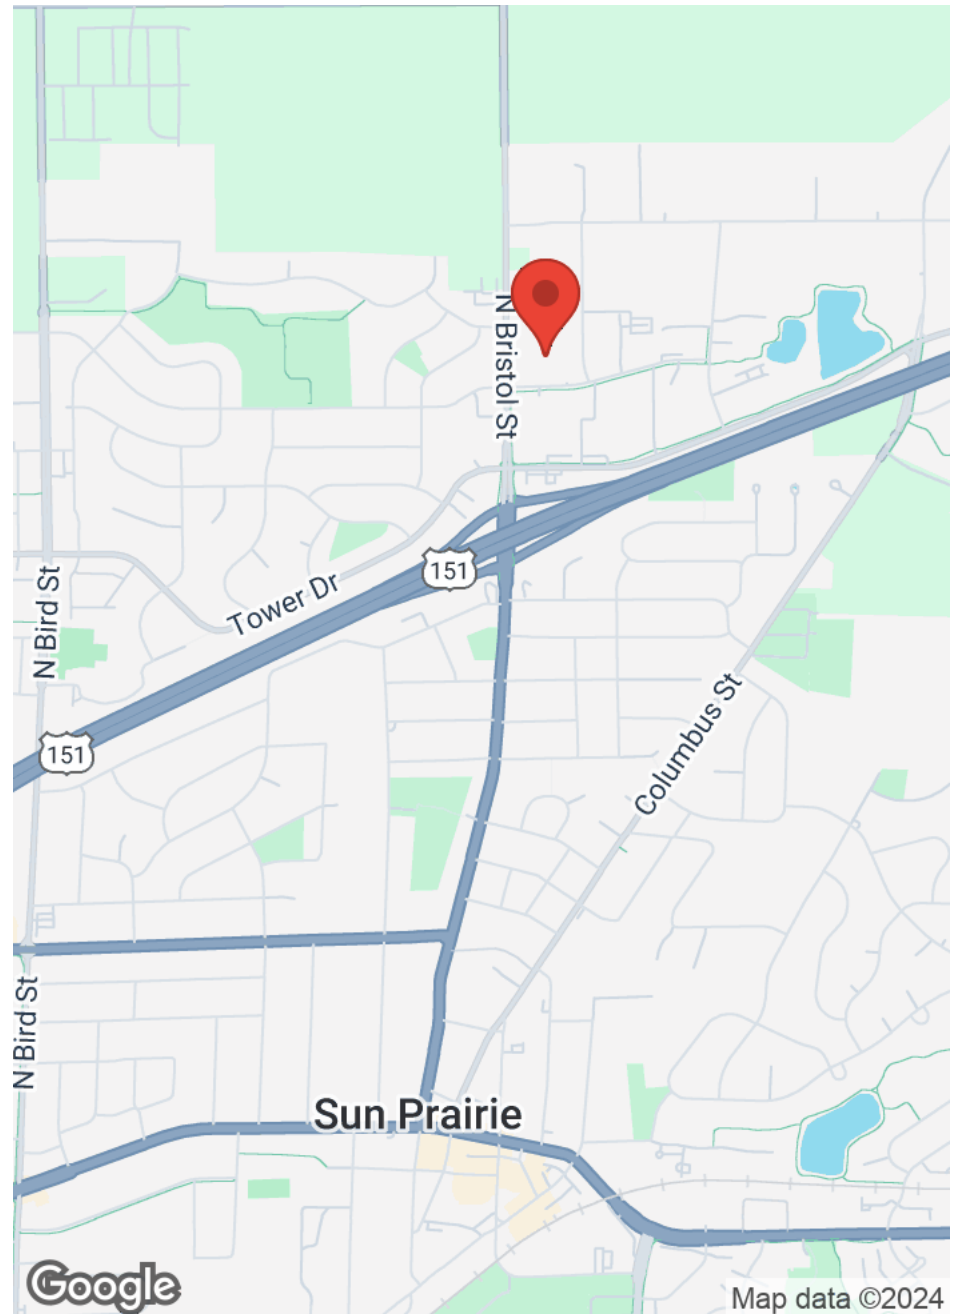 N Bristol St
Tower Dr
151
N Bird St
151
Columbus St
N Bird St
Sun Prairie
Google
Map data ©2024